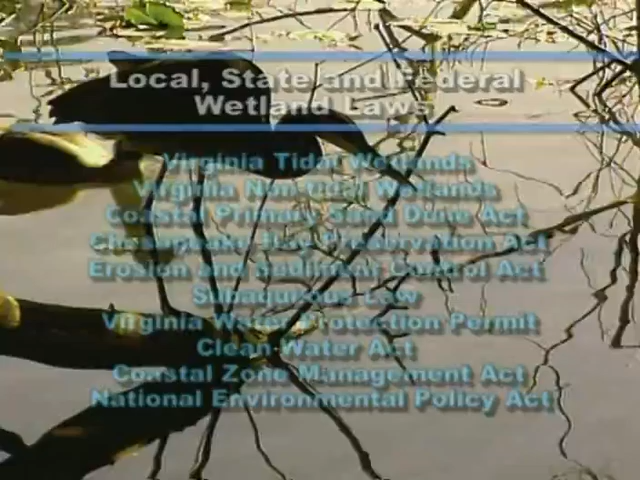 Local, State and Federal
Wetland Laws
Virginia Tidal Wetlands
Virginia Non-tidal Wetlands
Coastal Primary Sand Dune Act
Chesapeake Bay Preservation Act
Erosion and Sediment Control Act
Subaqueous Law
Virginia Water Protection Permit
Clean Water Act
Coastal Zone Management Act
National Environmental Policy Act